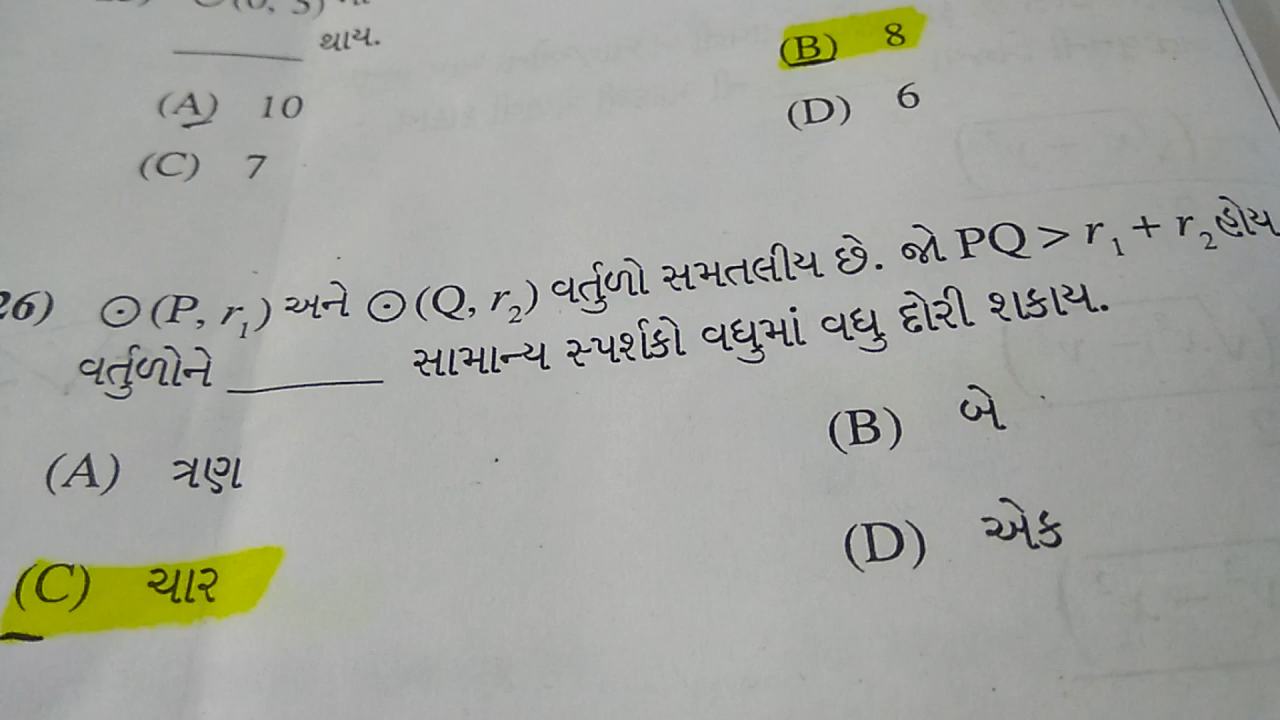 થાય.
(B) 8
(A) 10
(D) 6
(C) 7
26) ⊙(P, r₁) અને ⊙(Q, r₂) વર્તુળો સમતલીય છે. જો PQ > r₁ + r₂ હોય
વર્તુળોને ______ સામાન્ય સ્પર્શકો વધુમાં વધુ દોરી શકાય.
(B) બે
(A) ત્રણ
(D) એક
(C) ચાર